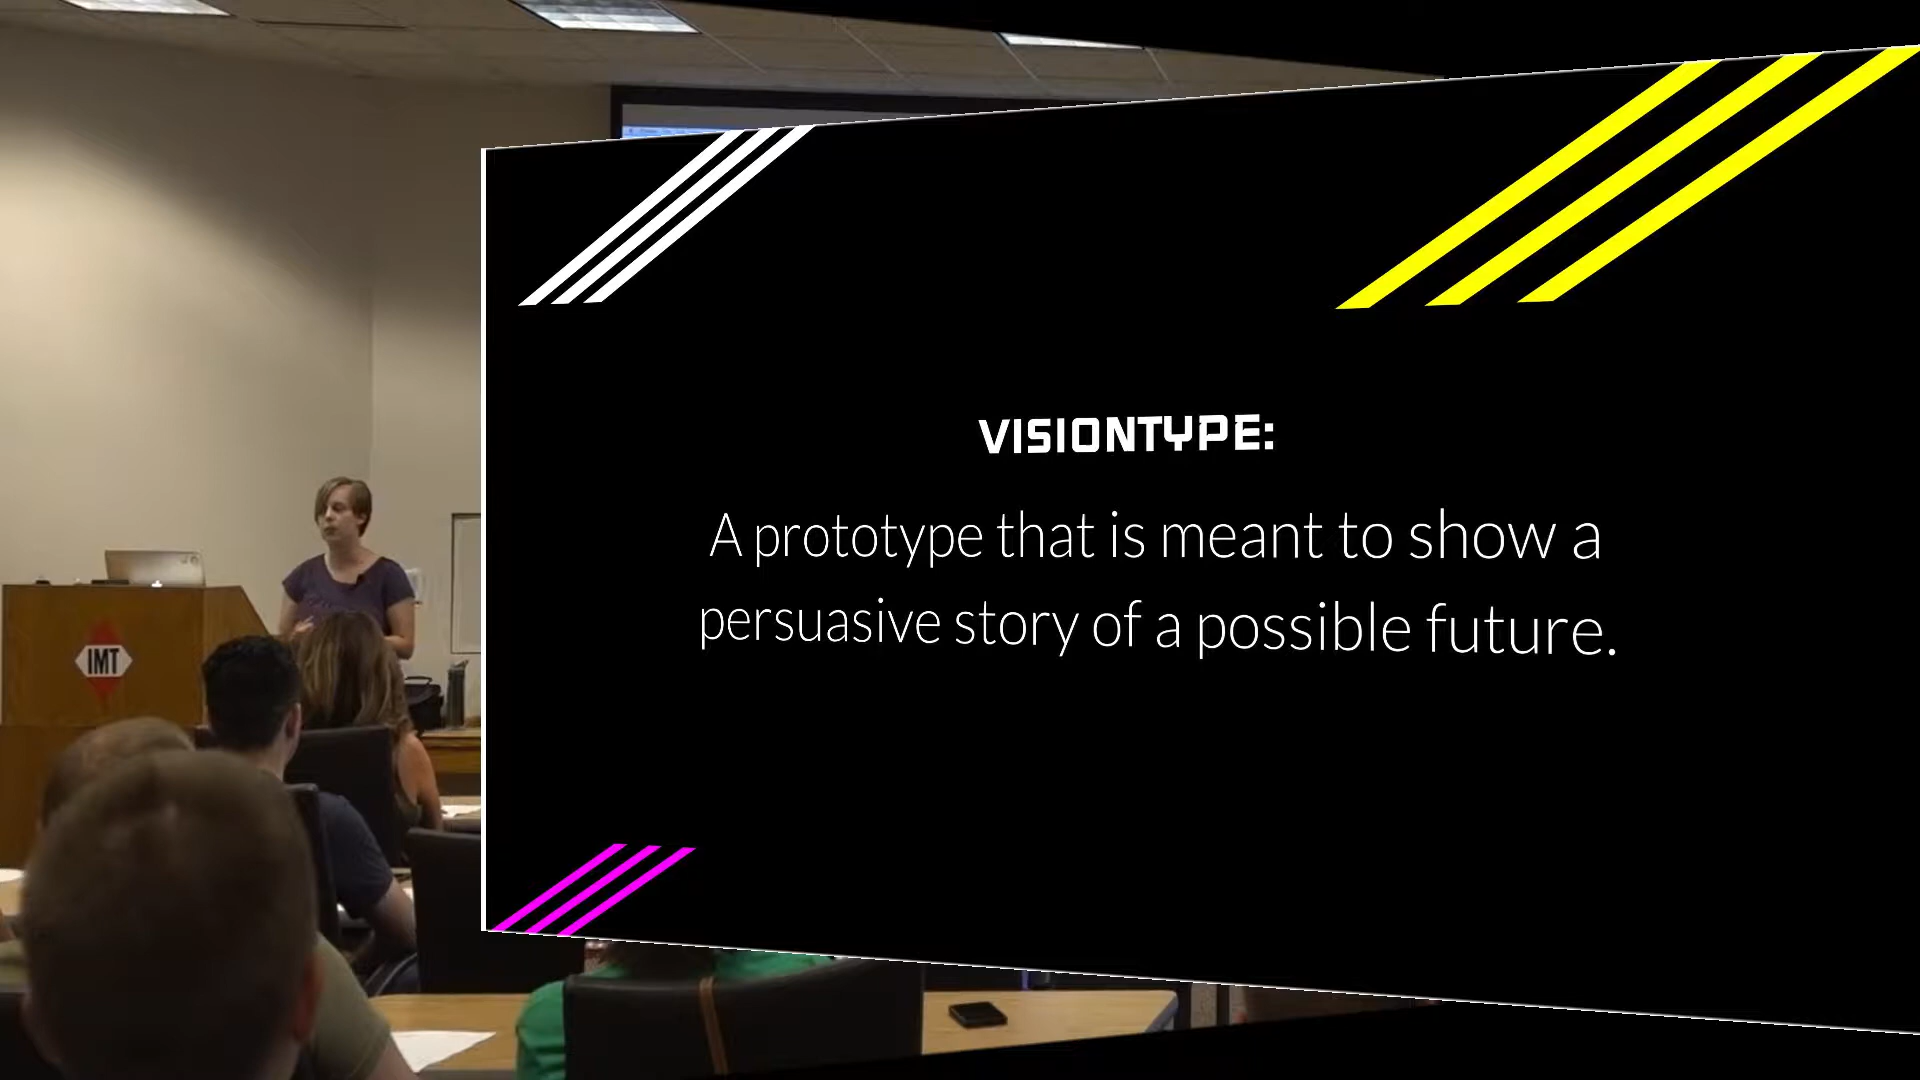 VISIONTYPE:
A prototype that is meant to show a
persuasive story of a possible future.
IMT